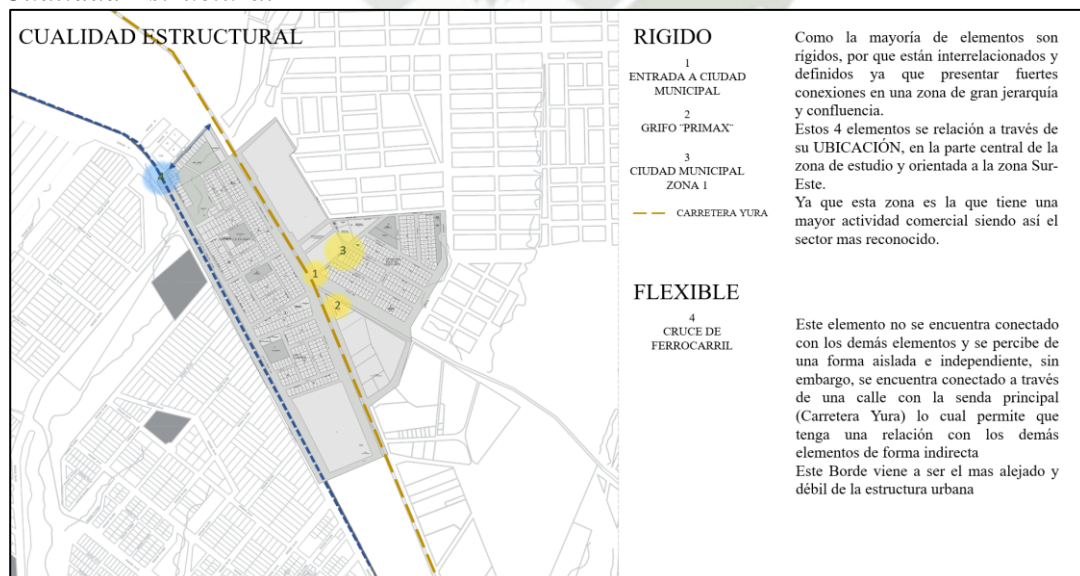 CUALIDAD ESTRUCTURAL
4
3
1
2
RIGIDO
1
ENTRADA A CIUDAD
MUNICIPAL
2
GRIFO ¨PRIMAX¨
3
CIUDAD MUNICIPAL
ZONA 1
CARRETERA YURA
Como la mayoría de elementos son
rígidos, por que están interrelacionados y
definidos ya que presentar fuertes
conexiones en una zona de gran jerarquía
y confluencia.
Estos 4 elementos se relación a través de
su UBICACIÓN, en la parte central de la
zona de estudio y orientada a la zona Sur-
Este.
Ya que esta zona es la que tiene una
mayor actividad comercial siendo así el
sector mas reconocido.
FLEXIBLE
4
CRUCE DE
FERROCARRIL
Este elemento no se encuentra conectado
con los demás elementos y se percibe de
una forma aislada e independiente, sin
embargo, se encuentra conectado a través
de una calle con la senda principal
(Carretera Yura) lo cual permite que
tenga una relación con los demás
elementos de forma indirecta
Este Borde viene a ser el mas alejado y
débil de la estructura urbana